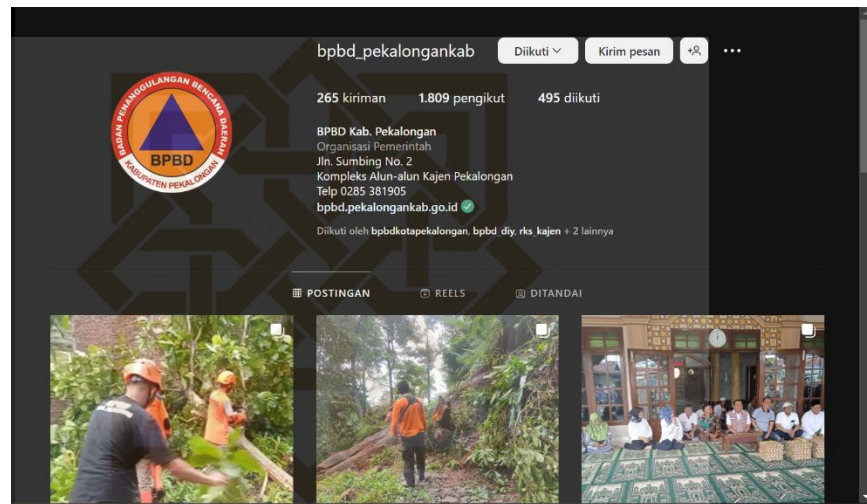 bpbd_pekalongankab Diikuti Kirim pesan
265 kiriman 1.809 pengikut 495 diikuti
BPBD Kab. Pekalongan
Organisasi Pemerintah
Jln. Sumbing No. 2
Kompleks Alun-alun Kajen Pekalongan
Telp 0285 381905
bpbd.pekalongankab.go.id
Diikuti oleh bpbdkotapekalongan, bpbd_diy, rks_kajen + 2 lainnya
BADAN PENANGGULANGAN BENCANA DAERAH
BPBD
KABUPATEN PEKALONGAN
POSTINGAN REELS DITANDAI